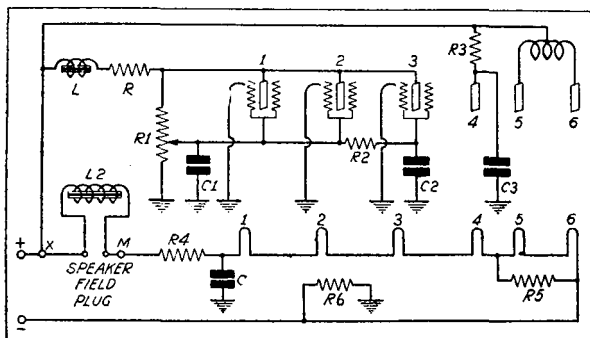 1 2 3
R3
L R
4 5 6
R1
R2
C1 C2 C3
L2
1 2 3 4 5 6
+ X M R4
SPEAKER
FIELD
PLUG
C
R6 R5
-